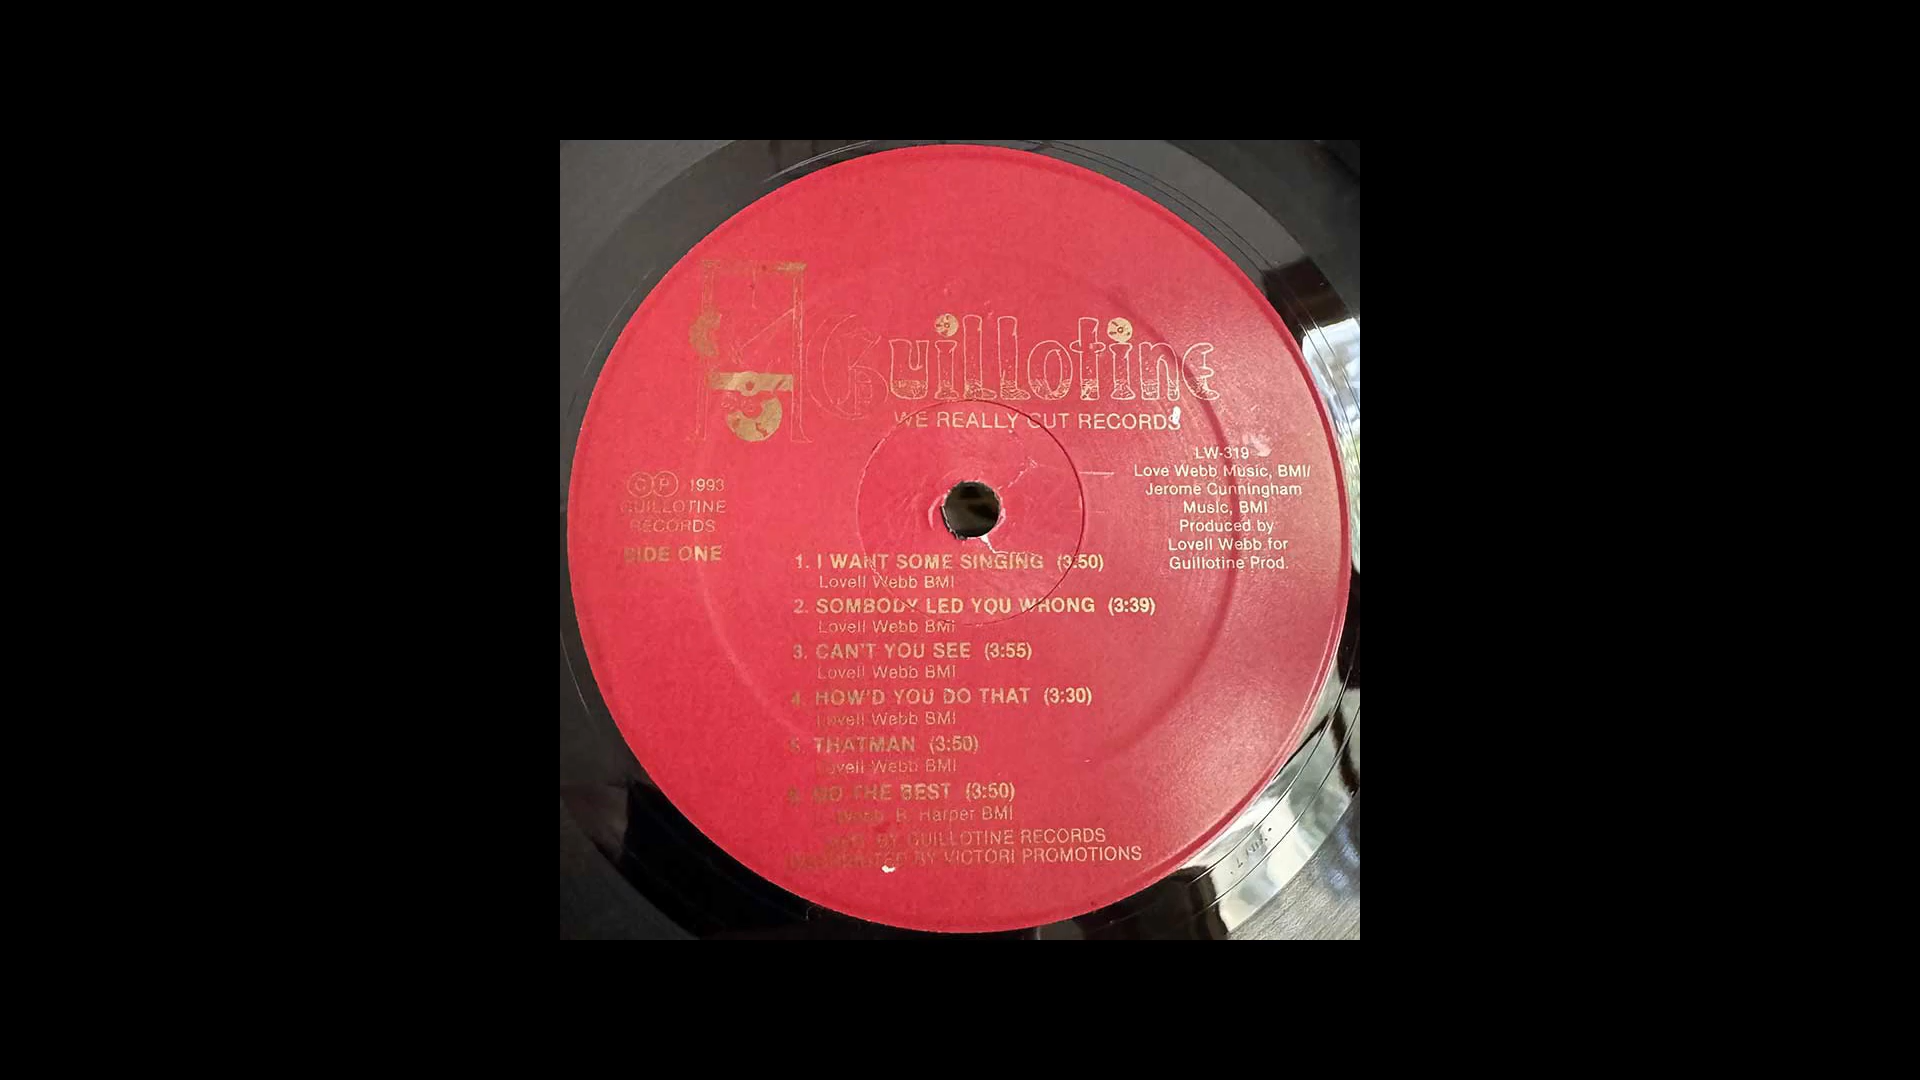 Guillotine
WE REALLY CUT RECORDS
LW-319
Love Webb Music, BMI/
Jerome Cunningham
Music, BMI
Produced by
Lovell Webb for
Guillotine Prod.
©℗ 1993
GUILLOTINE
RECORDS
SIDE ONE
1. I WANT SOME SINGING (3:50)
Lovell Webb BMI
2. SOMBODY LED YOU WRONG (3:39)
Lovell Webb BMI
3. CAN'T YOU SEE (3:55)
Lovell Webb BMI
4. HOW'D YOU DO THAT (3:30)
Lovell Webb BMI
5. THATMAN (3:50)
Lovell Webb BMI
THE BEST (3:50)
Webb B. Harper BMI
BY GUILLOTINE RECORDS
BY VICTORI PROMOTIONS